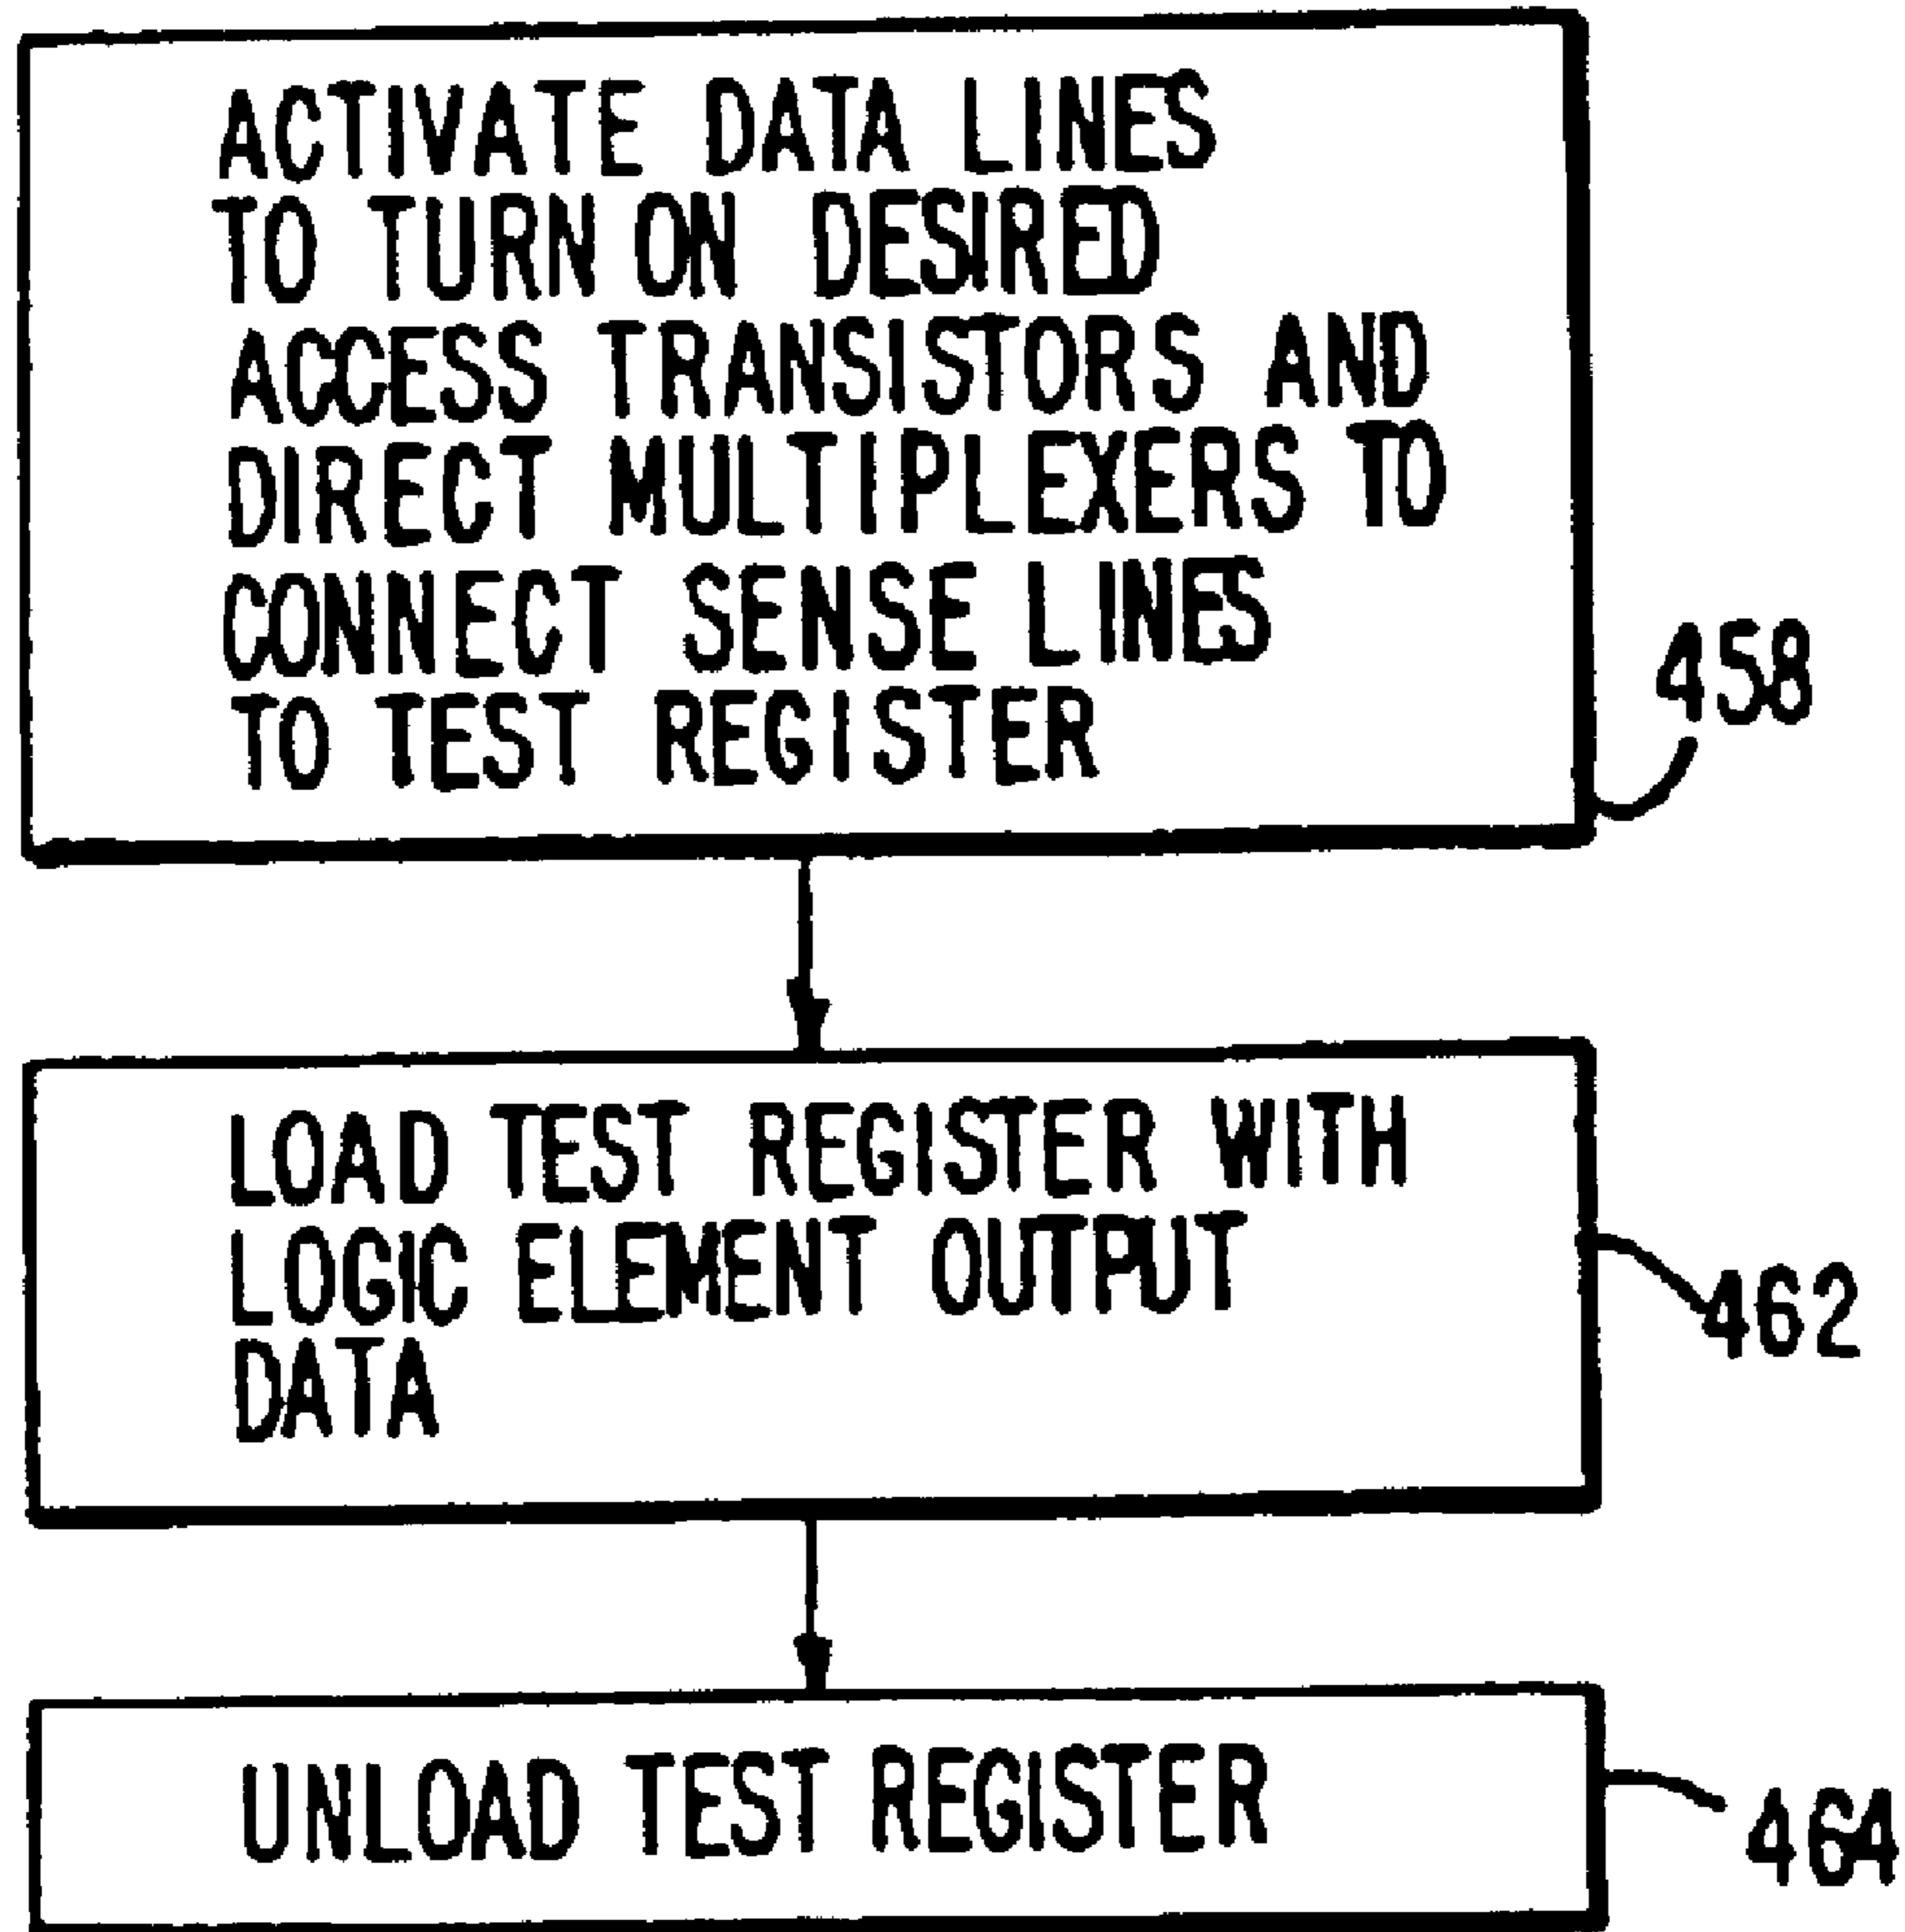 ACTIVATE DATA LINES
TO TURN ON DESIRED
ACCESS TRANSISTORS AND
DIRECT MULTIPLEXERS TO
CONNECT SENSE LINES
TO TEST REGISTER
458
LOAD TEST REGISTER WITH
LOGIC ELEMENT OUTPUT
DATA
462
UNLOAD TEST REGISTER
464